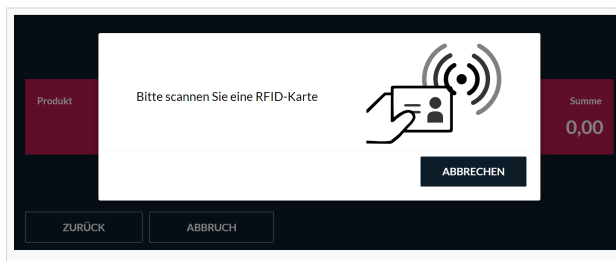 Bitte scannen Sie eine RFID-Karte
Produkt
Summe
0,00
ABBRECHEN
ZURÜCK
ABBRUCH